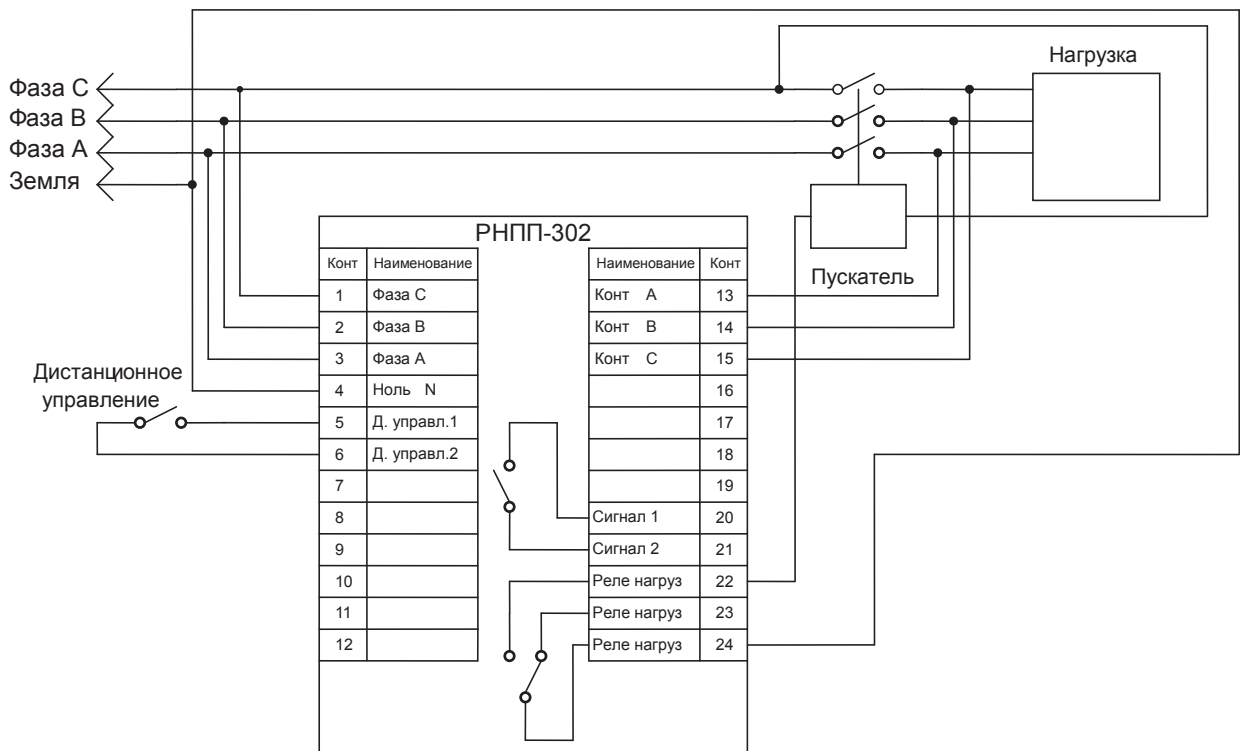 Нагрузка
Фаза С
Фаза В
Фаза А
Земля
Пускатель
Дистанционное
управление
РНПП-302
Конт Наименование Наименование Конт
1 Фаза С Конт А 13
2 Фаза В Конт В 14
3 Фаза А Конт С 15
4 Ноль N 16
5 Д. управл.1 17
6 Д. управл.2 18
7 19
8 Сигнал 1 20
9 Сигнал 2 21
10 Реле нагруз 22
11 Реле нагруз 23
12 Реле нагруз 24